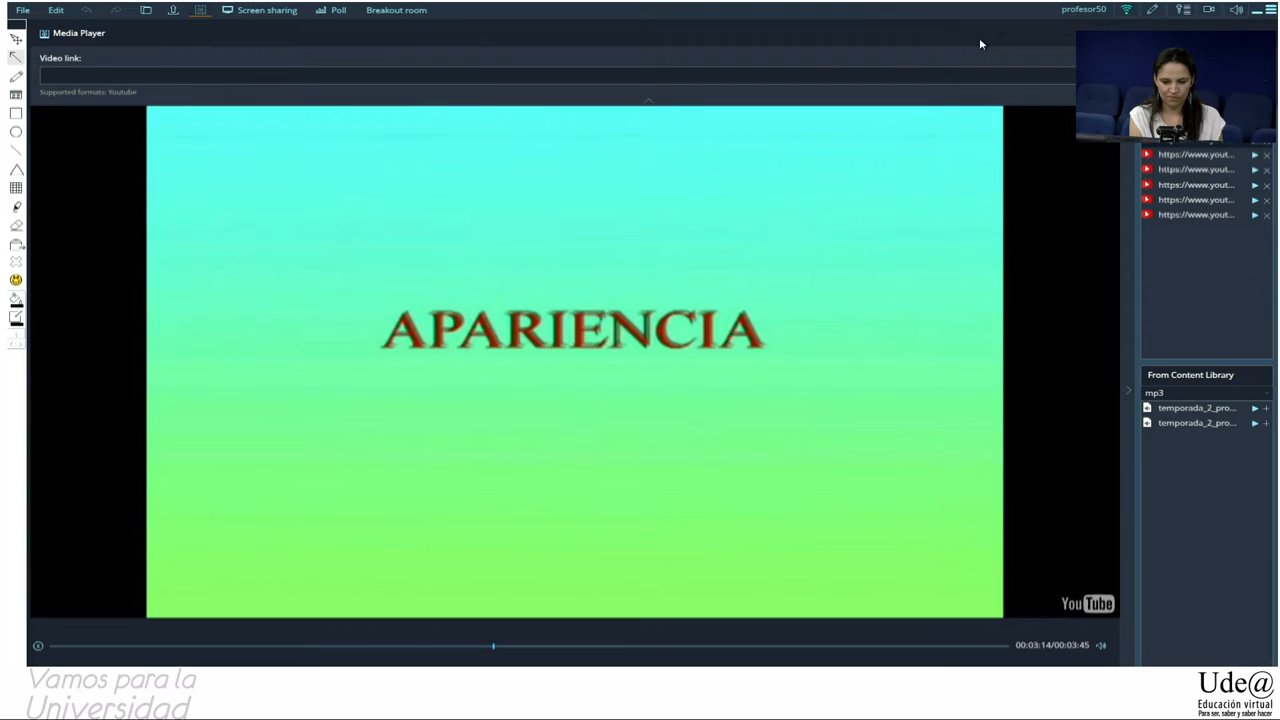 File Edit Screen sharing Poll Breakout room profesor50
Media Player
Video link:
Supported formats: Youtube
https://www.yout...
https://www.yout...
https://www.yout...
https://www.yout...
https://www.yout...
APARIENCIA
From Content Library
mp3
temporada_2_pro...
temporada_2_pro...
YouTube
00:03:14/00:03:45
Vamos para la
Universidad
Ude@
Educación virtual
Para ser, saber y saber hacer